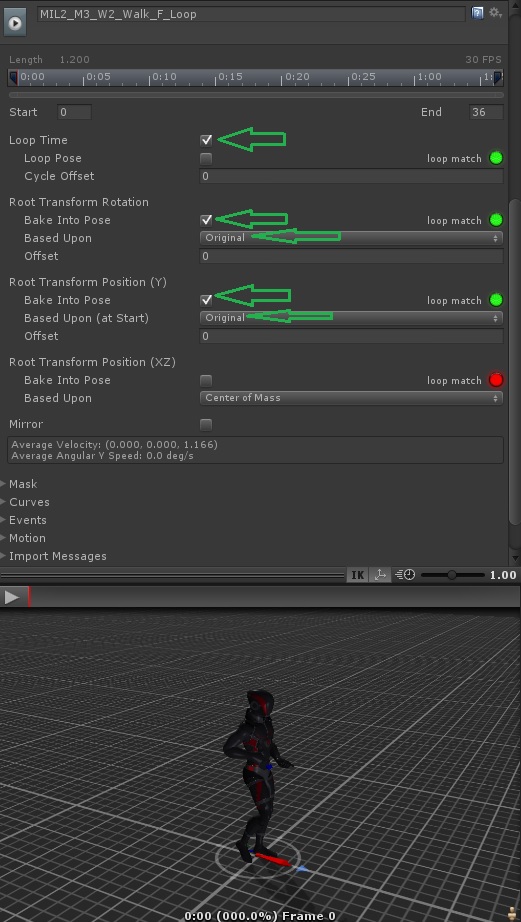 MIL2_M3_W2_Walk_F_Loop
Length 1.200 30 FPS
0:00 0:05 0:10 0:15 0:20 0:25 1:00
Start 0 End 36
Loop Time
Loop Pose loop match
Cycle Offset 0
Root Transform Rotation
Bake Into Pose loop match
Based Upon Original
Offset 0
Root Transform Position (Y)
Bake Into Pose loop match
Based Upon (at Start) Original
Offset 0
Root Transform Position (XZ)
Bake Into Pose loop match
Based Upon Center of Mass
Mirror
Average Velocity: (0.000, 0.000, 1.166)
Average Angular Y Speed: 0.0 deg/s
Mask
Curves
Events
Motion
Import Messages
IK 1.00
0:00 (000.0%) Frame 0